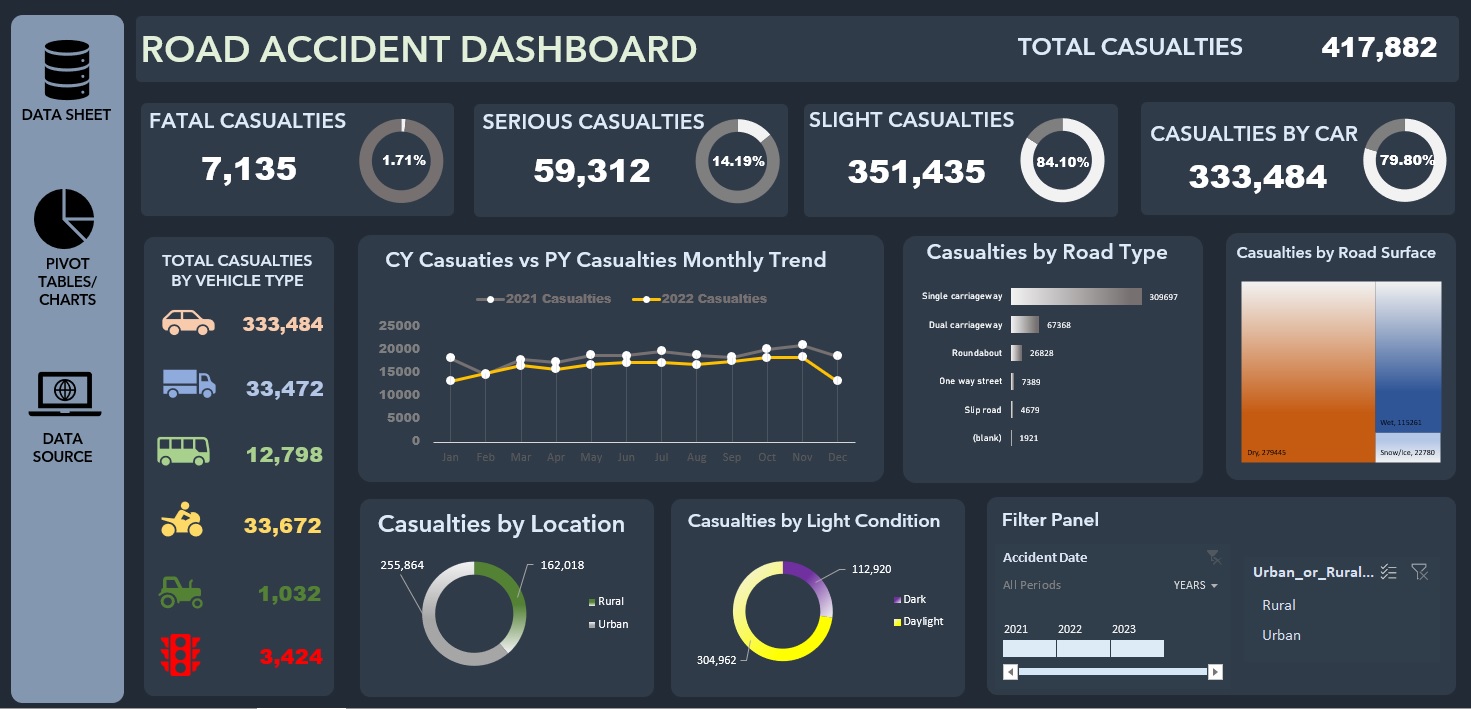 DATA SHEET
PIVOT
TABLES/
CHARTS
DATA
SOURCE
ROAD ACCIDENT DASHBOARD
TOTAL CASUALTIES
417,882
FATAL CASUALTIES
7,135
1.71%
SERIOUS CASUALTIES
59,312
14.19%
SLIGHT CASUALTIES
351,435
84.10%
CASUALTIES BY CAR
333,484
79.80%
TOTAL CASUALTIES
BY VEHICLE TYPE
333,484
33,472
12,798
33,672
1,032
3,424
CY Casuaties vs PY Casualties Monthly Trend
2021 Casualties 2022 Casualties
25000
20000
15000
10000
5000
0
Jan Feb Mar Apr May Jun Jul Aug Sep Oct Nov Dec
Casualties by Road Type
Single carriageway 309697
Dual carriageway 67368
Roundabout 26828
One way street 7389
Slip road 4679
(blank) 1921
Casualties by Road Surface
Wet, 115261
Dry, 279445
Snow/Ice, 22780
Casualties by Location
255,864
162,018
Rural
Urban
Casualties by Light Condition
112,920
304,962
Dark
Daylight
Filter Panel
Accident Date
All Periods
YEARS
2021 2022 2023
Urban_or_Rural...
Rural
Urban